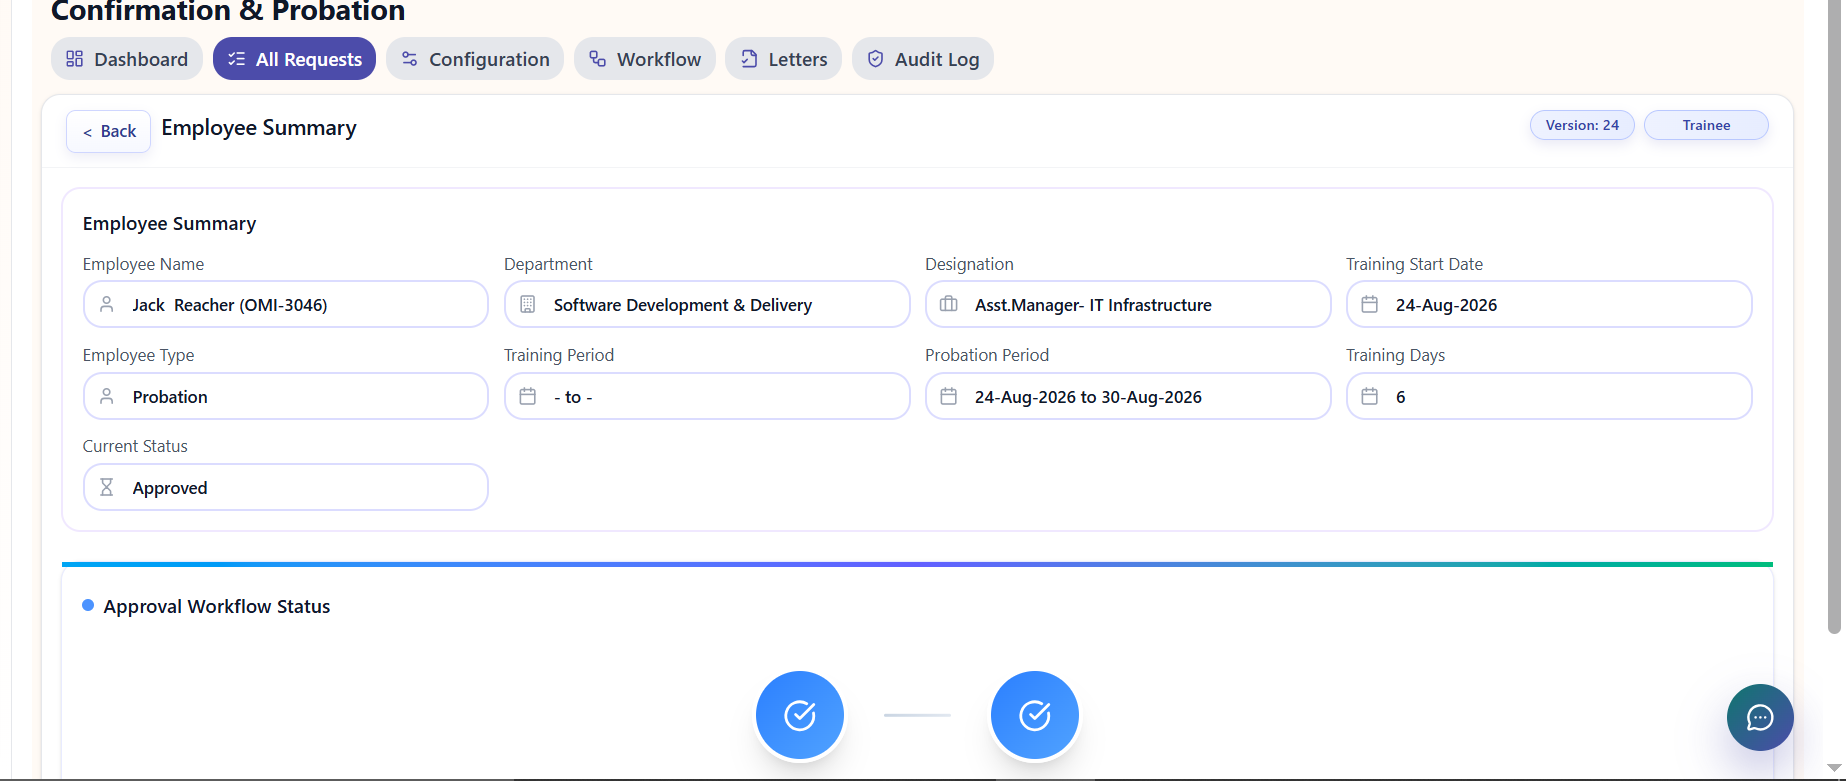 Confirmation & Probation
Dashboard
All Requests
Configuration
Workflow
Letters
Audit Log
< Back
Employee Summary
Version: 24
Trainee
Employee Summary
Employee Name
Department
Designation
Training Start Date
Jack Reacher (OMI-3046)
Software Development & Delivery
Asst.Manager- IT Infrastructure
24-Aug-2026
Employee Type
Training Period
Probation Period
Training Days
Probation
- to -
24-Aug-2026 to 30-Aug-2026
6
Current Status
Approved
Approval Workflow Status